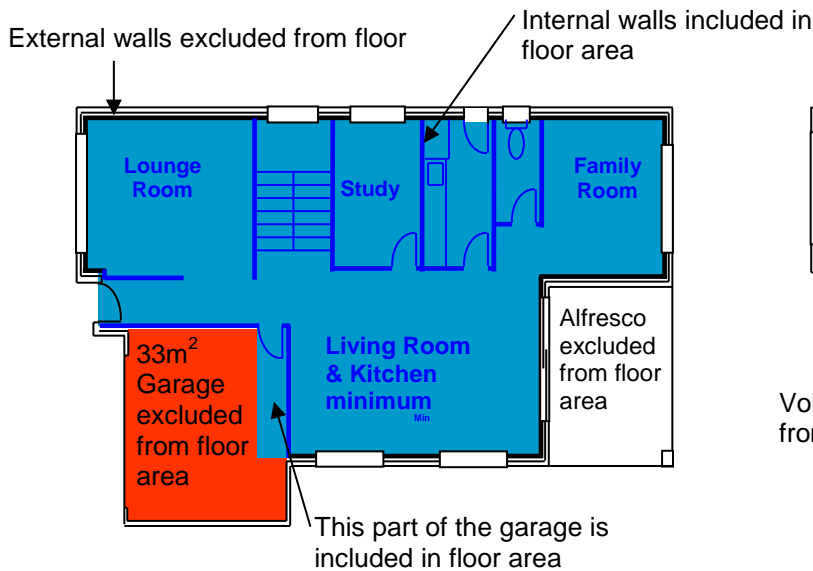 External walls excluded from floor
Internal walls included in
floor area
Lounge
Room
Study
Family
Room
33m²
Garage
excluded
from floor
area
Living Room
& Kitchen
minimum
Min
Alfresco
excluded
from floor
area
This part of the garage is
included in floor area